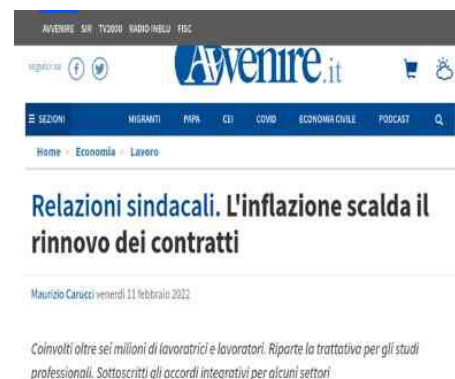 AVVENIRE SIR TV2000 RADIO INBLU FISC
seguici su
Avvenire.it
SEZIONI MIGRANTI PAPA CEI COVID ECONOMIA CIVILE PODCAST
Home Economia Lavoro
Relazioni sindacali. L'inflazione scalda il
rinnovo dei contratti
Maurizio Carucci venerdì 11 febbraio 2022
Coinvolti oltre sei milioni di lavoratrici e lavoratori. Riparte la trattativa per gli studi
professionali. Sottoscritti gli accordi integrativi per alcuni settori